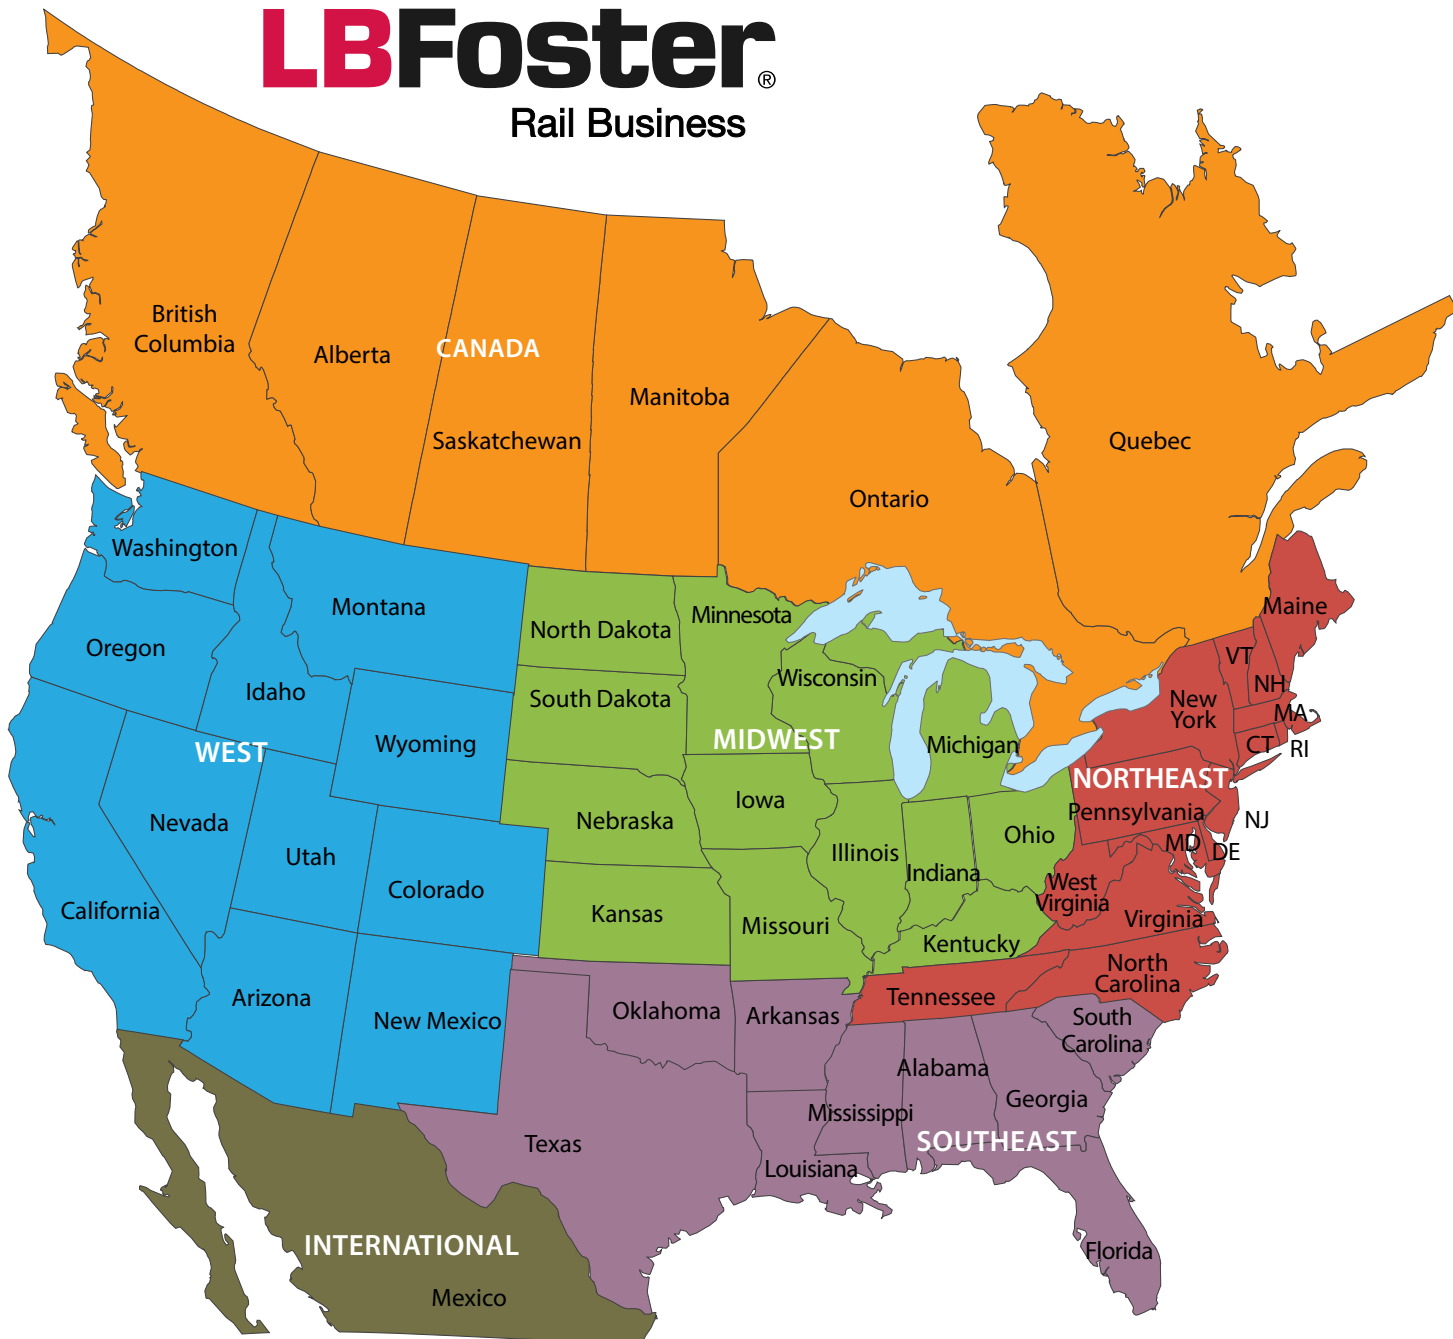 LBFoster®
Rail Business
British
Columbia
Alberta
CANADA
Saskatchewan
Manitoba
Ontario
Quebec
Washington
Oregon
Idaho
Montana
Wyoming
WEST
Nevada
Utah
Colorado
California
Arizona
New Mexico
North Dakota
South Dakota
Minnesota
Wisconsin
MIDWEST
Michigan
Nebraska
Iowa
Illinois
Indiana
Ohio
Kansas
Missouri
Kentucky
Maine
VT
NH
New
York
MA
CT
RI
NORTHEAST
Pennsylvania
NJ
MD
DE
West
Virginia
Virginia
North
Carolina
Tennessee
Oklahoma
Arkansas
South
Carolina
Alabama
Georgia
Mississippi
SOUTHEAST
Texas
Louisiana
Florida
INTERNATIONAL
Mexico